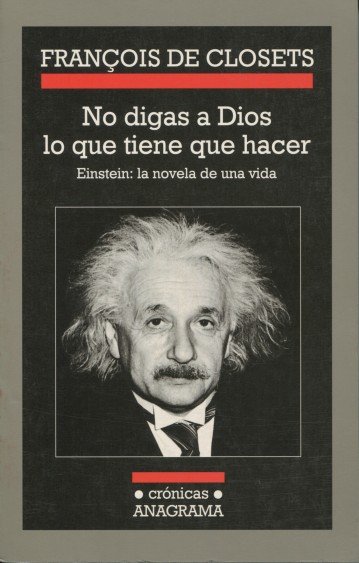 FRANÇOIS DE CLOSETS
No digas a Dios
lo que tiene que hacer
Einstein: la novela de una vida
• crónicas •
ANAGRAMA